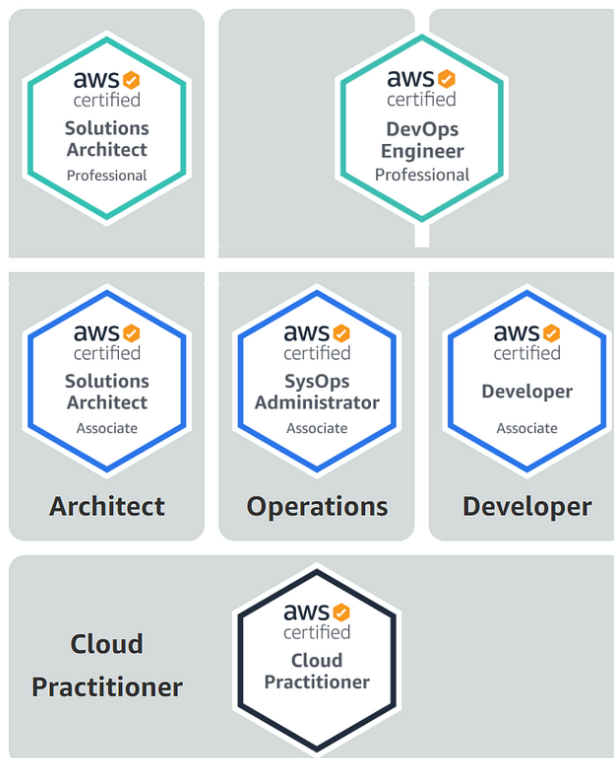 aws
certified
Solutions
Architect
Professional
aws
certified
DevOps
Engineer
Professional
aws
certified
Solutions
Architect
Associate
Architect
aws
certified
SysOps
Administrator
Associate
Operations
aws
certified
Developer
Associate
Developer
Cloud
Practitioner
aws
certified
Cloud
Practitioner